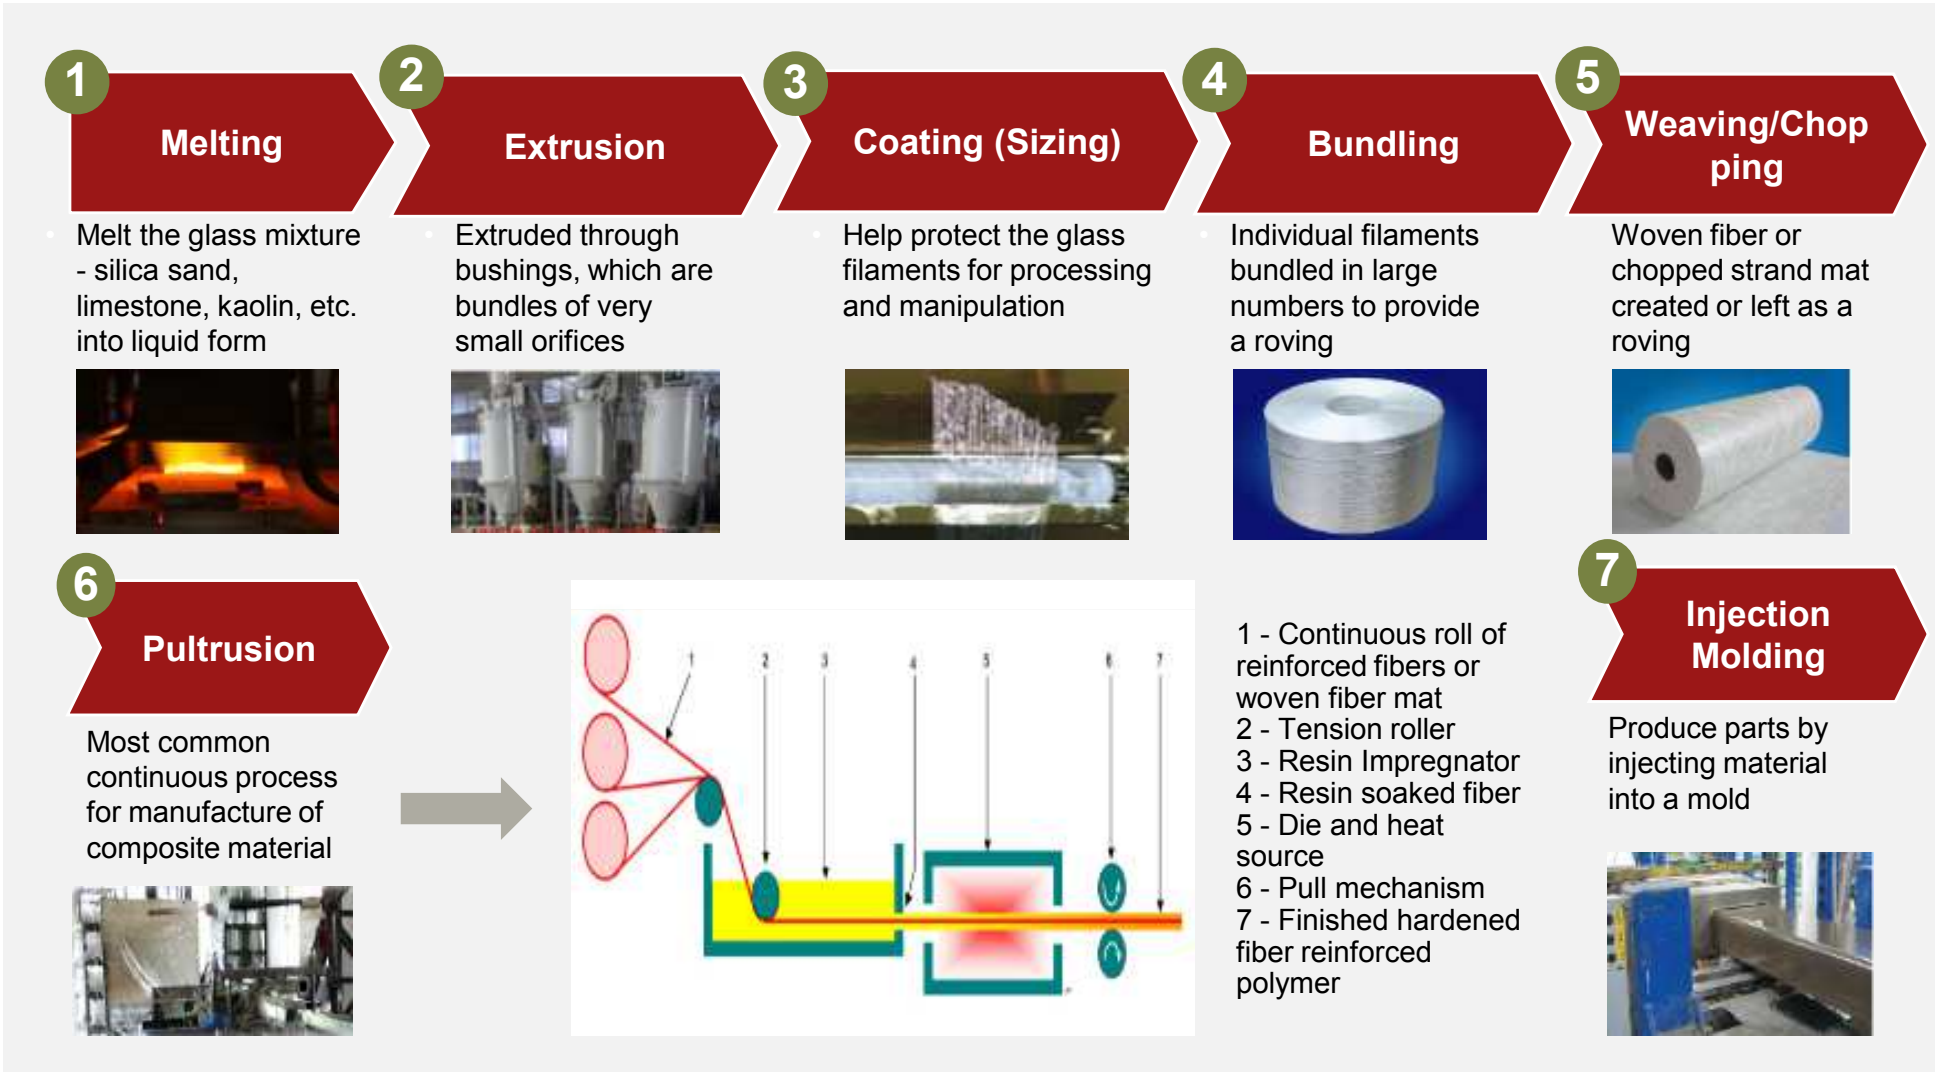 1
Melting
Melt the glass mixture
- silica sand,
limestone, kaolin, etc.
into liquid form
2
Extrusion
Extruded through
bushings, which are
bundles of very
small orifices
3
Coating (Sizing)
Help protect the glass
filaments for processing
and manipulation
4
Bundling
Individual filaments
bundled in large
numbers to provide
a roving
5
Weaving/Chop
ping
Woven fiber or
chopped strand mat
created or left as a
roving
6
Pultrusion
Most common
continuous process
for manufacture of
composite material
1 2 3 4 5 6 7
1 - Continuous roll of
reinforced fibers or
woven fiber mat
2 - Tension roller
3 - Resin Impregnator
4 - Resin soaked fiber
5 - Die and heat
source
6 - Pull mechanism
7 - Finished hardened
fiber reinforced
polymer
7
Injection
Molding
Produce parts by
injecting material
into a mold